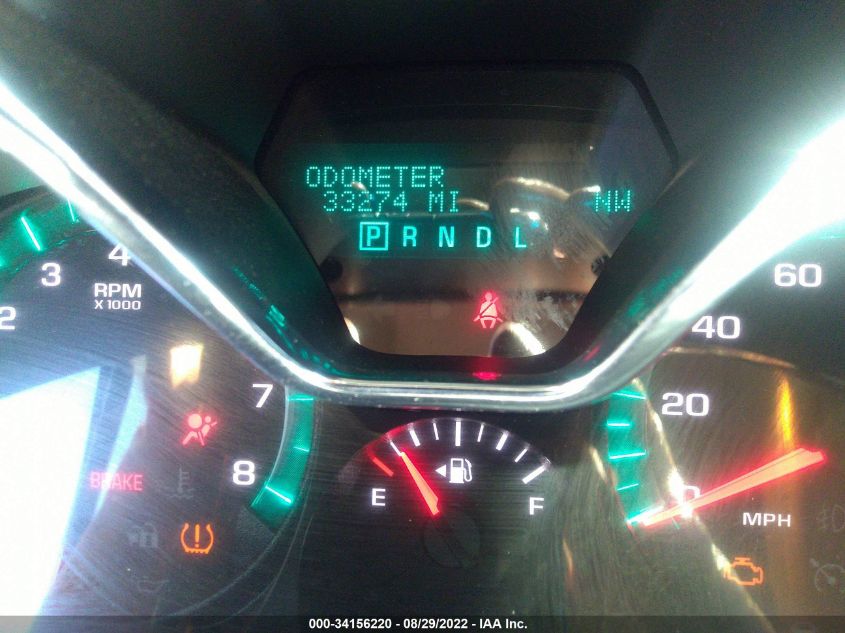 ODOMETER
33274 MI NW
P R N D L
2 3 4
RPM
X1000
7
8
BRAKE
E F
60
40
20
0
MPH
000-34156220 - 08/29/2022 - IAA Inc.